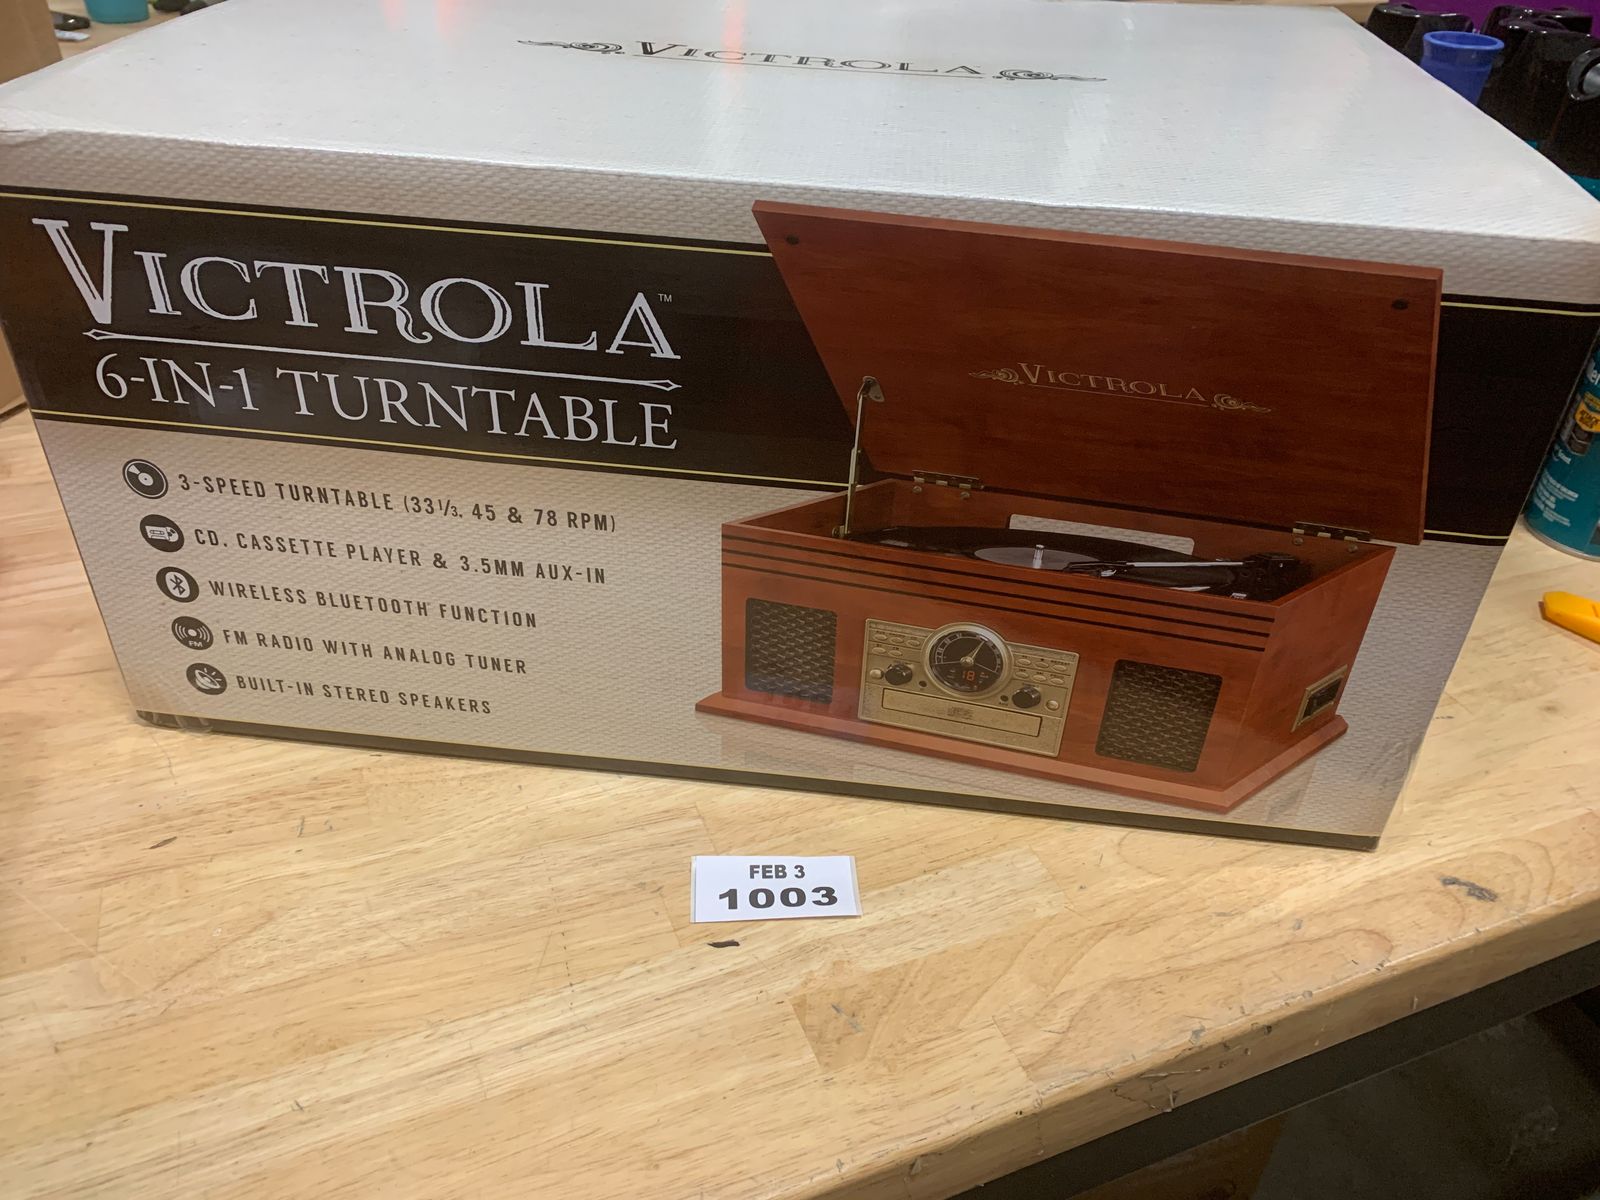 VICTROLA
VICTROLA™
6-IN-1 TURNTABLE
3-SPEED TURNTABLE (33 1/3, 45 & 78 RPM)
CD, CASSETTE PLAYER & 3.5MM AUX-IN
WIRELESS BLUETOOTH FUNCTION
FM
FM RADIO WITH ANALOG TUNER
BUILT-IN STEREO SPEAKERS
VICTROLA
18
FEB 3
1003